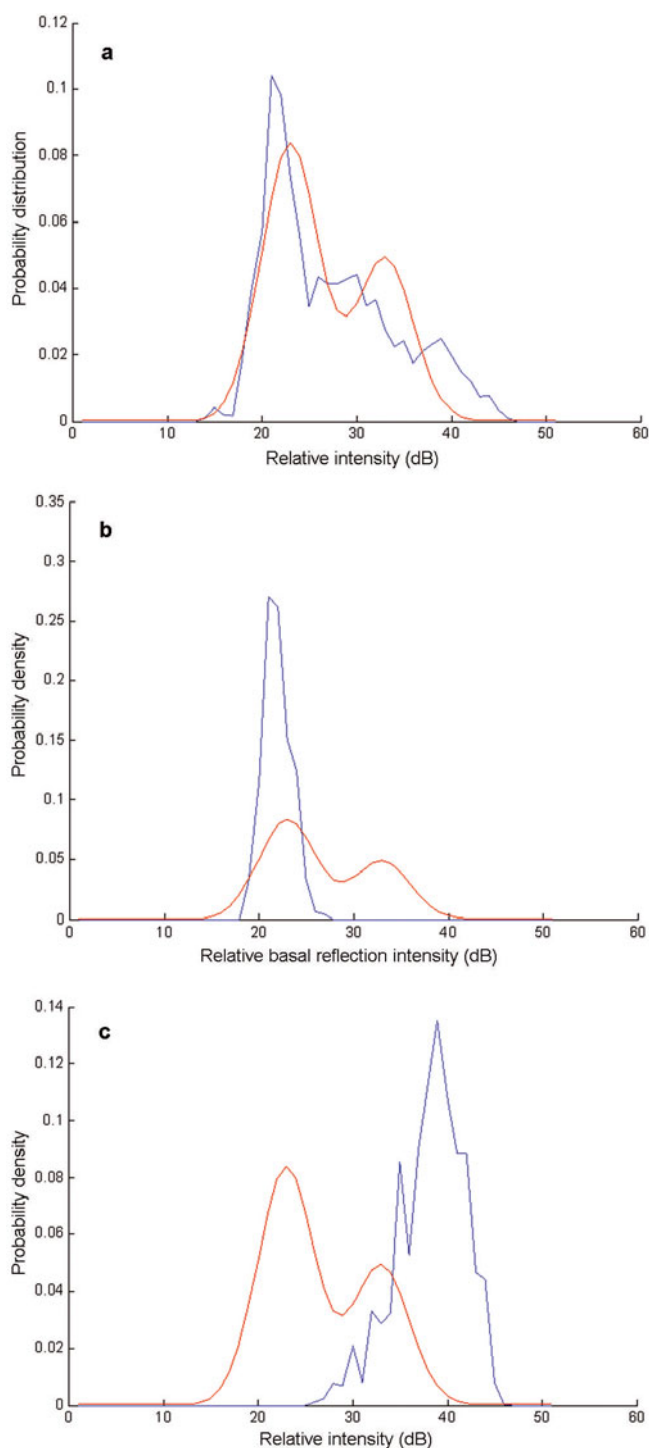 0.12
a
0.1
0.08
0.06
0.04
0.02
0
0 10 20 30 40 50 60
Probability distribution
Relative intensity (dB)
0.35
b
0.3
0.25
0.2
0.15
0.1
0.05
0
0 10 20 30 40 50 60
Probability density
Relative basal reflection intensity (dB)
0.14
c
0.12
0.1
0.08
0.06
0.04
0.02
0
0 10 20 30 40 50 60
Probability density
Relative intensity (dB)